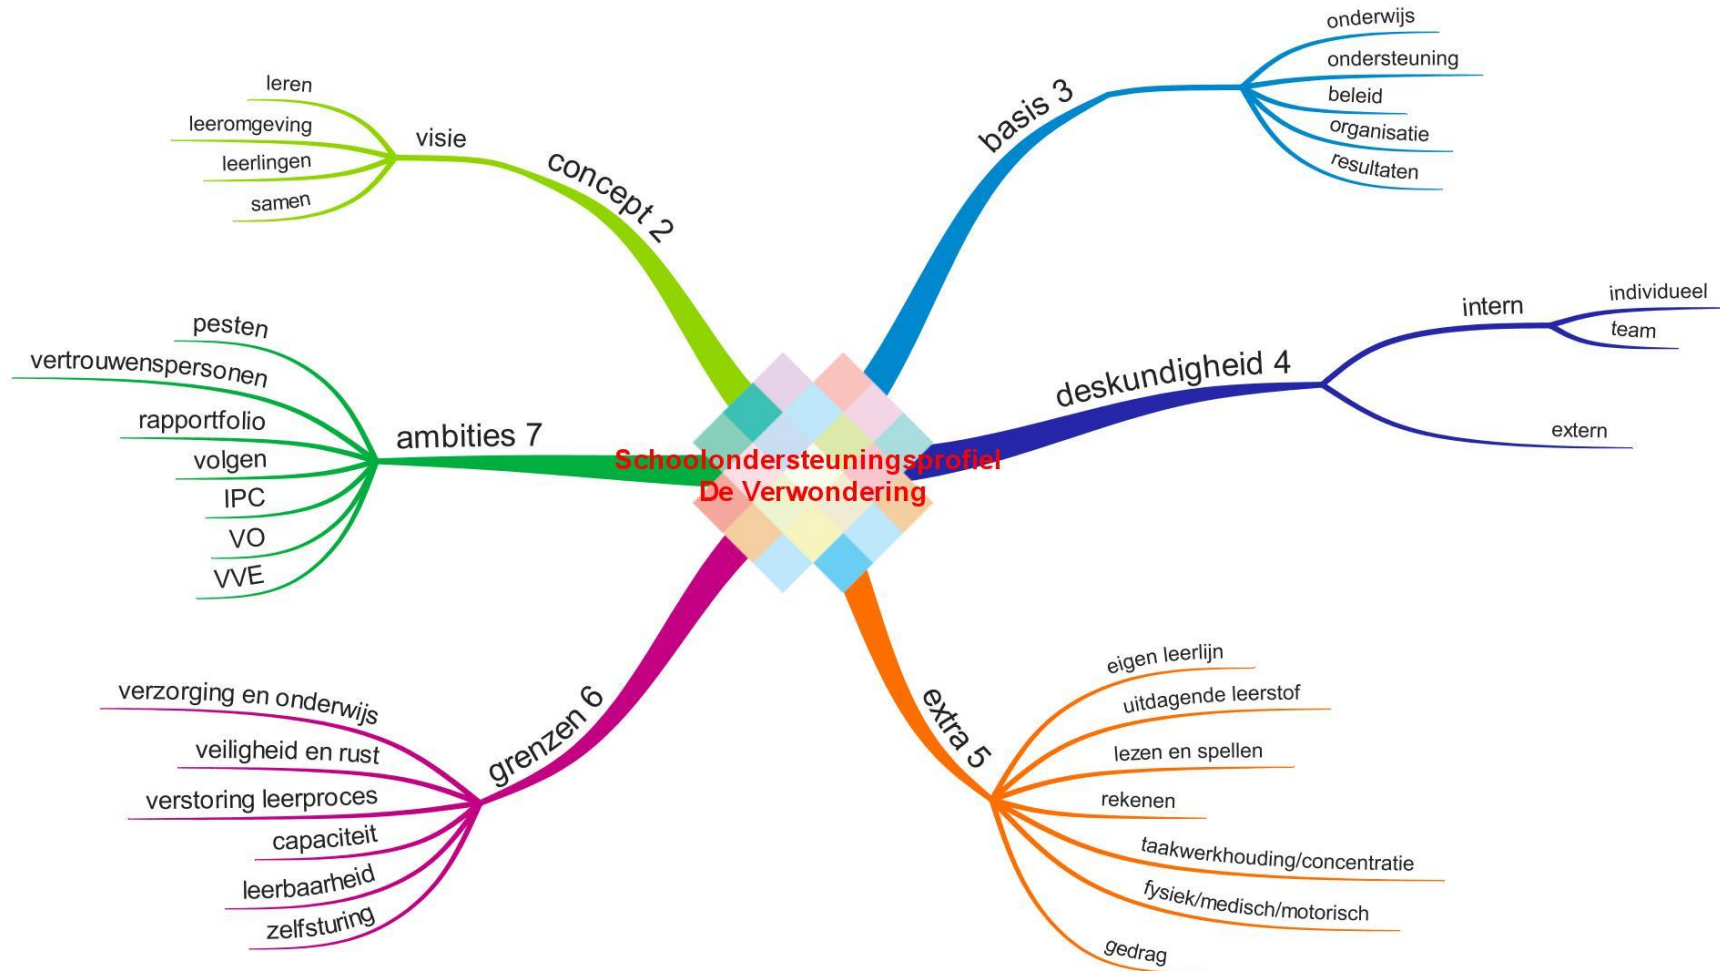 Schoolondersteuningsprofiel
De Verwondering
concept 2
visie
leren
leeromgeving
leerlingen
samen
basis 3
onderwijs
ondersteuning
beleid
organisatie
resultaten
deskundigheid 4
intern
individueel
team
extern
extra 5
eigen leerlijn
uitdagende leerstof
lezen en spellen
rekenen
taakwerkhouding/concentratie
fysiek/medisch/motorisch
gedrag
grenzen 6
verzorging en onderwijs
veiligheid en rust
verstoring leerproces
capaciteit
leerbaarheid
zelfsturing
ambities 7
pesten
vertrouwenspersonen
rapportfolio
volgen
IPC
VO
VVE